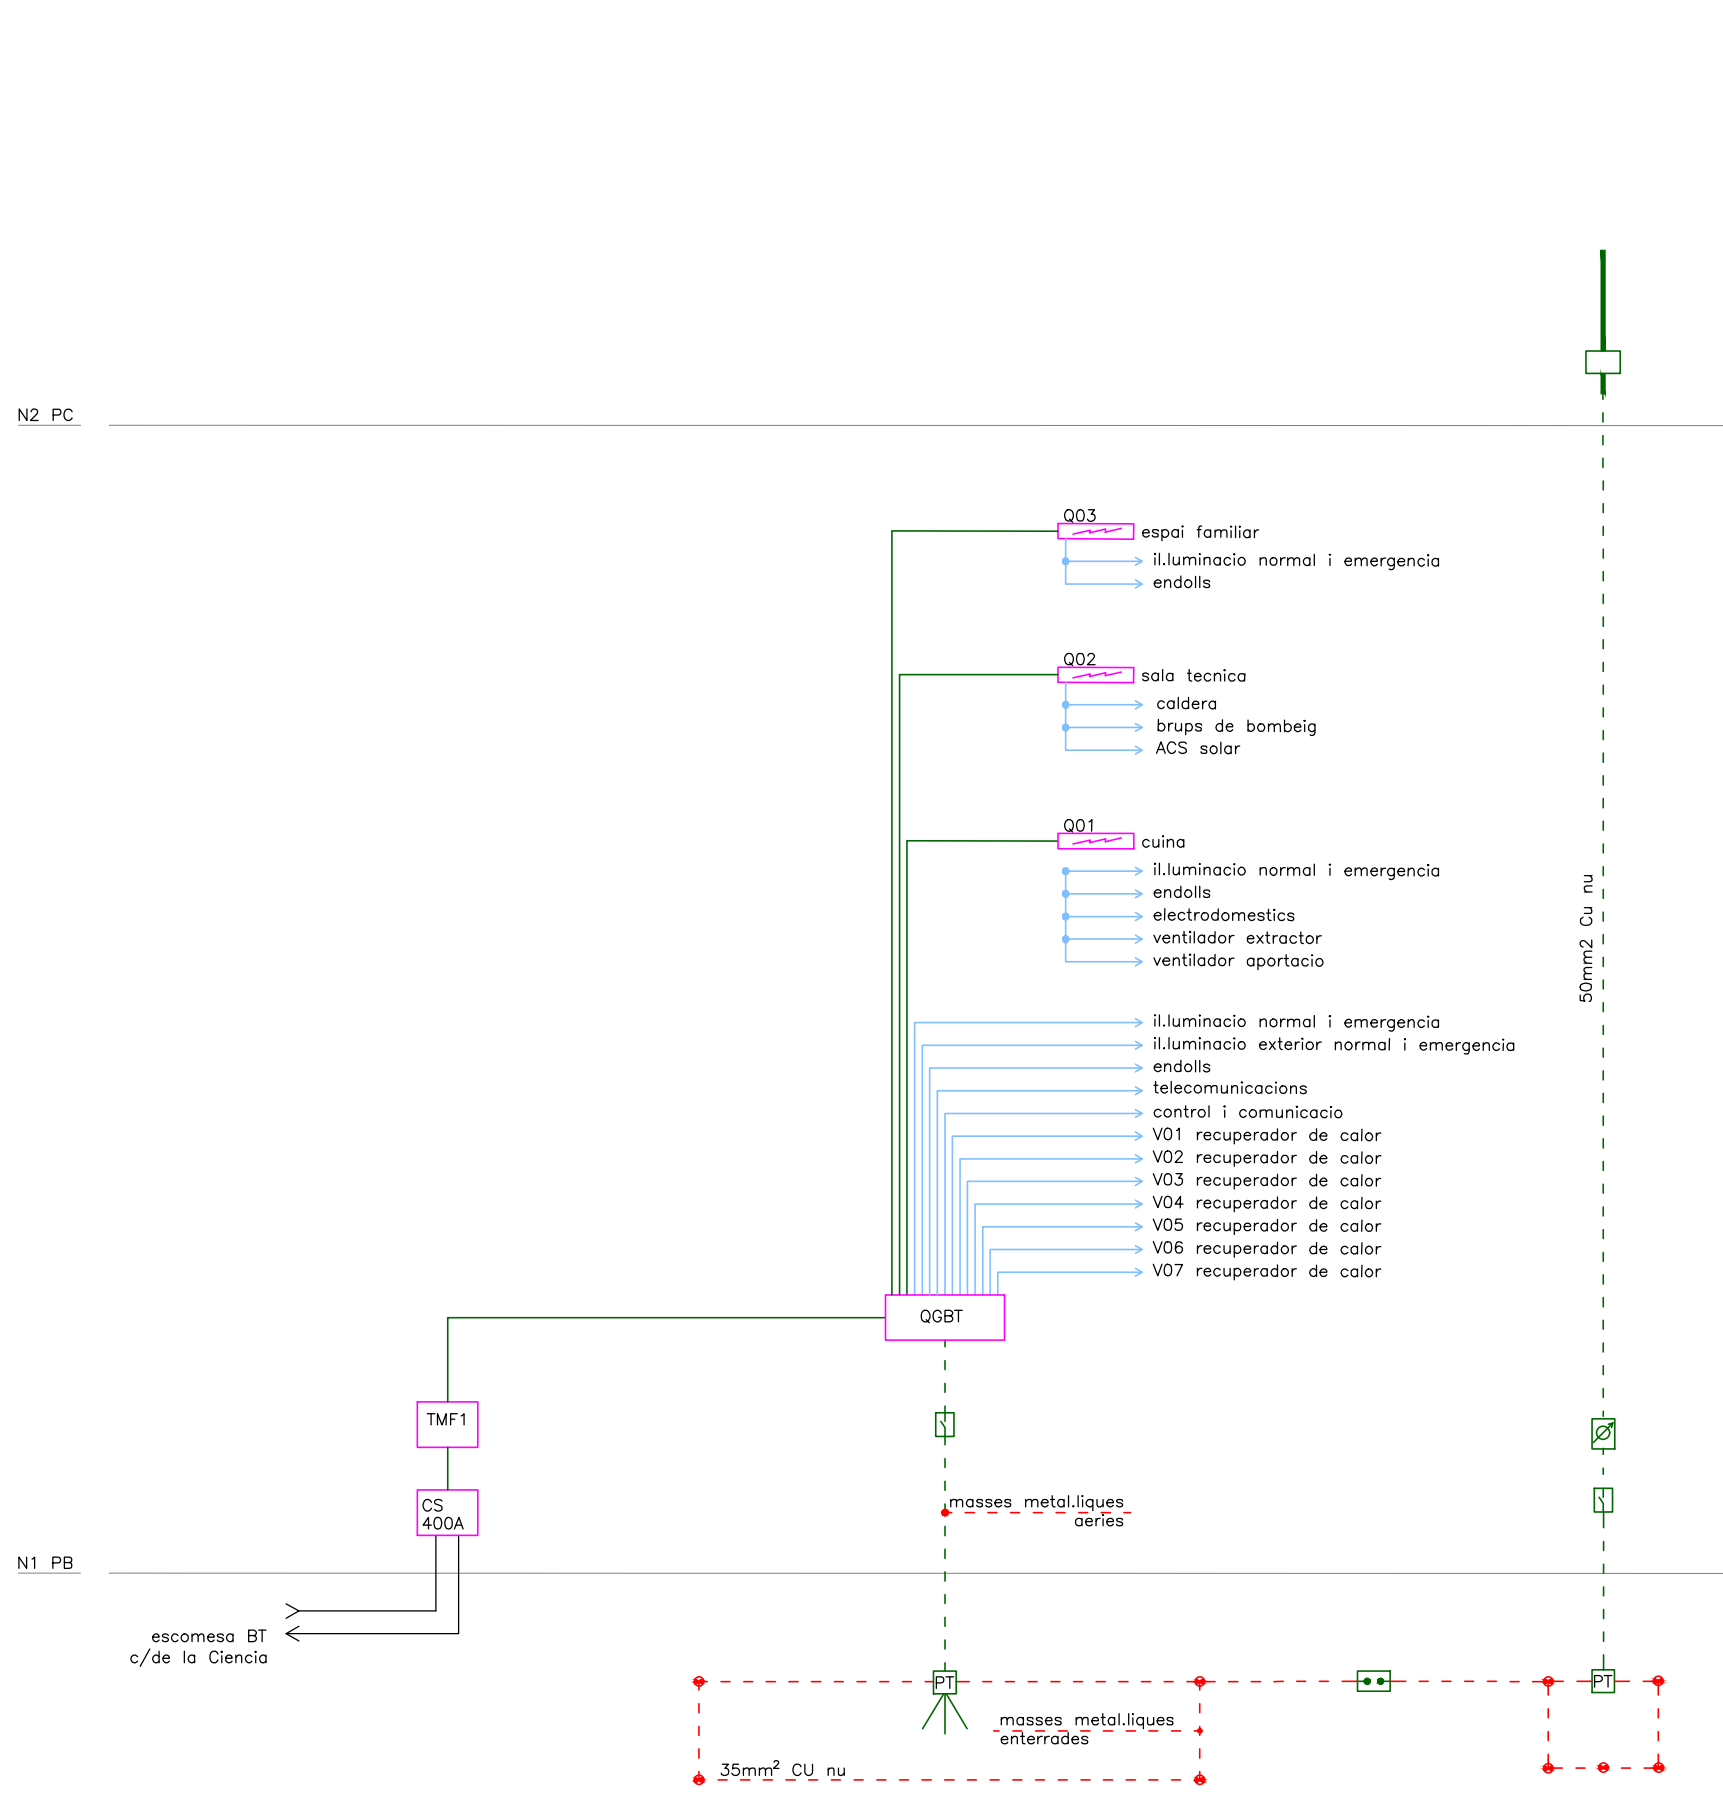 N2 PC
Q03
espai familiar
il.luminacio normal i emergencia
endolls
Q02
sala tecnica
caldera
brups de bombeig
ACS solar
Q01
cuina
il.luminacio normal i emergencia
endolls
electrodomestics
ventilador extractor
ventilador aportacio
50mm2 Cu nu
il.luminacio normal i emergencia
il.luminacio exterior normal i emergencia
endolls
telecomunicacions
control i comunicacio
V01 recuperador de calor
V02 recuperador de calor
V03 recuperador de calor
V04 recuperador de calor
V05 recuperador de calor
V06 recuperador de calor
V07 recuperador de calor
QGBT
TMF1
CS
400A
masses metal.liques
aeries
N1 PB
escomesa BT
c/de la Ciencia
PT
PT
masses metal.liques
enterrades
35mm² CU nu